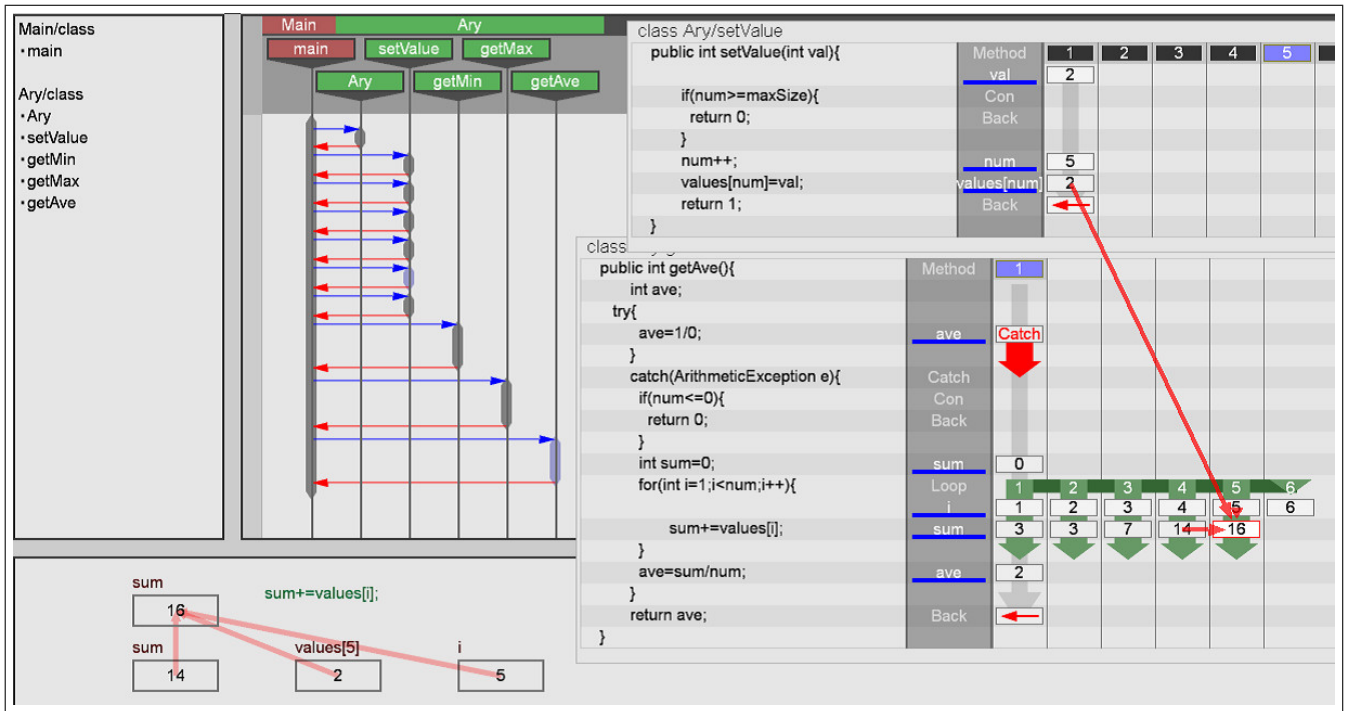 Main/class
・main
Ary/class
・Ary
・setValue
・getMin
・getMax
・getAve
Main Ary
main setValue getMax
Ary getMin getAve
class Ary/setValue
public int setValue(int val){ Method 1 2 3 4 5
val 2
if(num>=maxSize){ Con
return 0; Back
}
num++; num 5
values[num]=val; values[num] 2
return 1; Back
}
class
public int getAve(){ Method 1
int ave;
try{
ave=1/0; ave Catch
}
catch(ArithmeticException e){ Catch
if(num<=0){ Con
return 0; Back
}
int sum=0; sum 0
for(int i=1;i<num;i++){ Loop 1 2 3 4 5 6
i 1 2 3 4 5 6
sum+=values[i]; sum 3 3 7 14 16
}
ave=sum/num; ave 2
}
return ave; Back
}
sum
16 sum+=values[i];
sum values[5] i
14 2 5